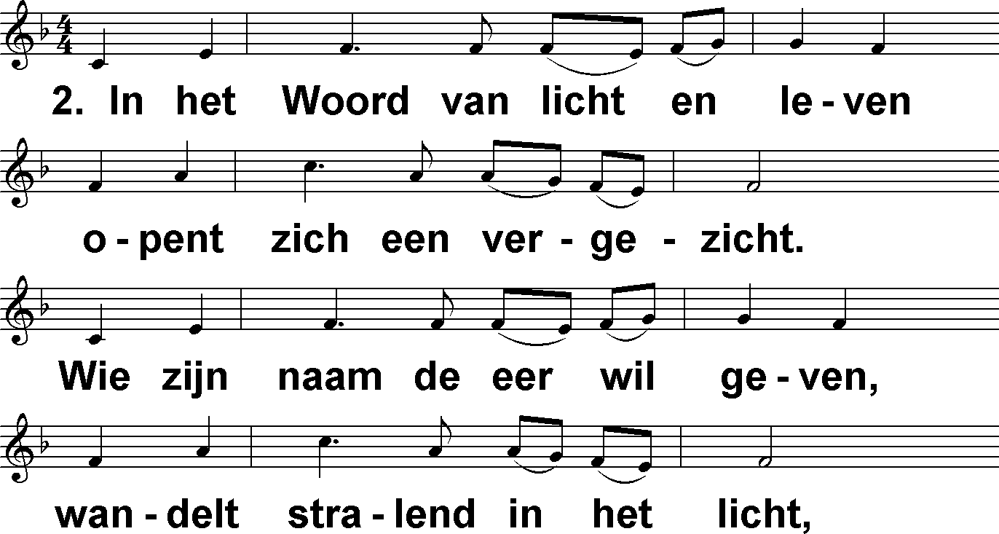 2. In het Woord van licht en le - ven
o - pent zich een ver - ge - zicht.
Wie zijn naam de eer wil ge - ven,
wan - delt stra - lend in het licht,